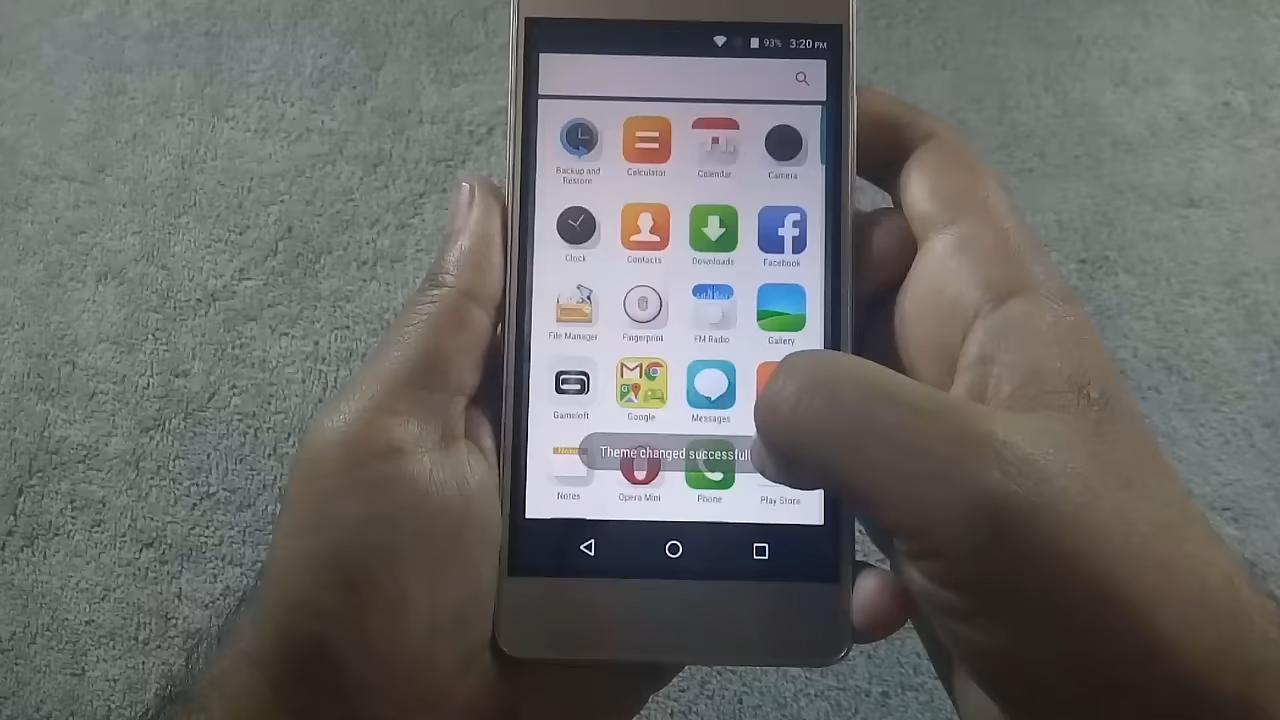 93% 3:20 PM
Backup and
Restore
Calculator
Calendar
Camera
Clock
Contacts
Downloads
Facebook
File Manager
Fingerprint
FM Radio
Gallery
Gameloft
Google
Messages
Theme changed successfull
Notes
Opera Mini
Phone
Play Store